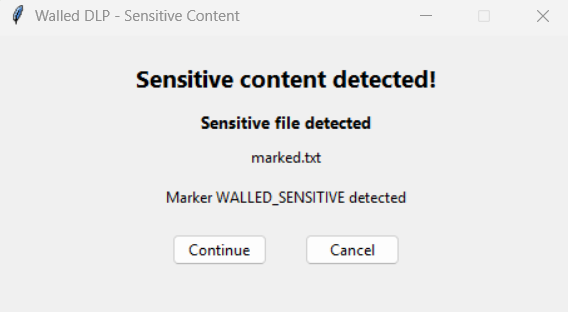 Walled DLP - Sensitive Content
Sensitive content detected!
Sensitive file detected
marked.txt
Marker WALLED_SENSITIVE detected
Continue Cancel